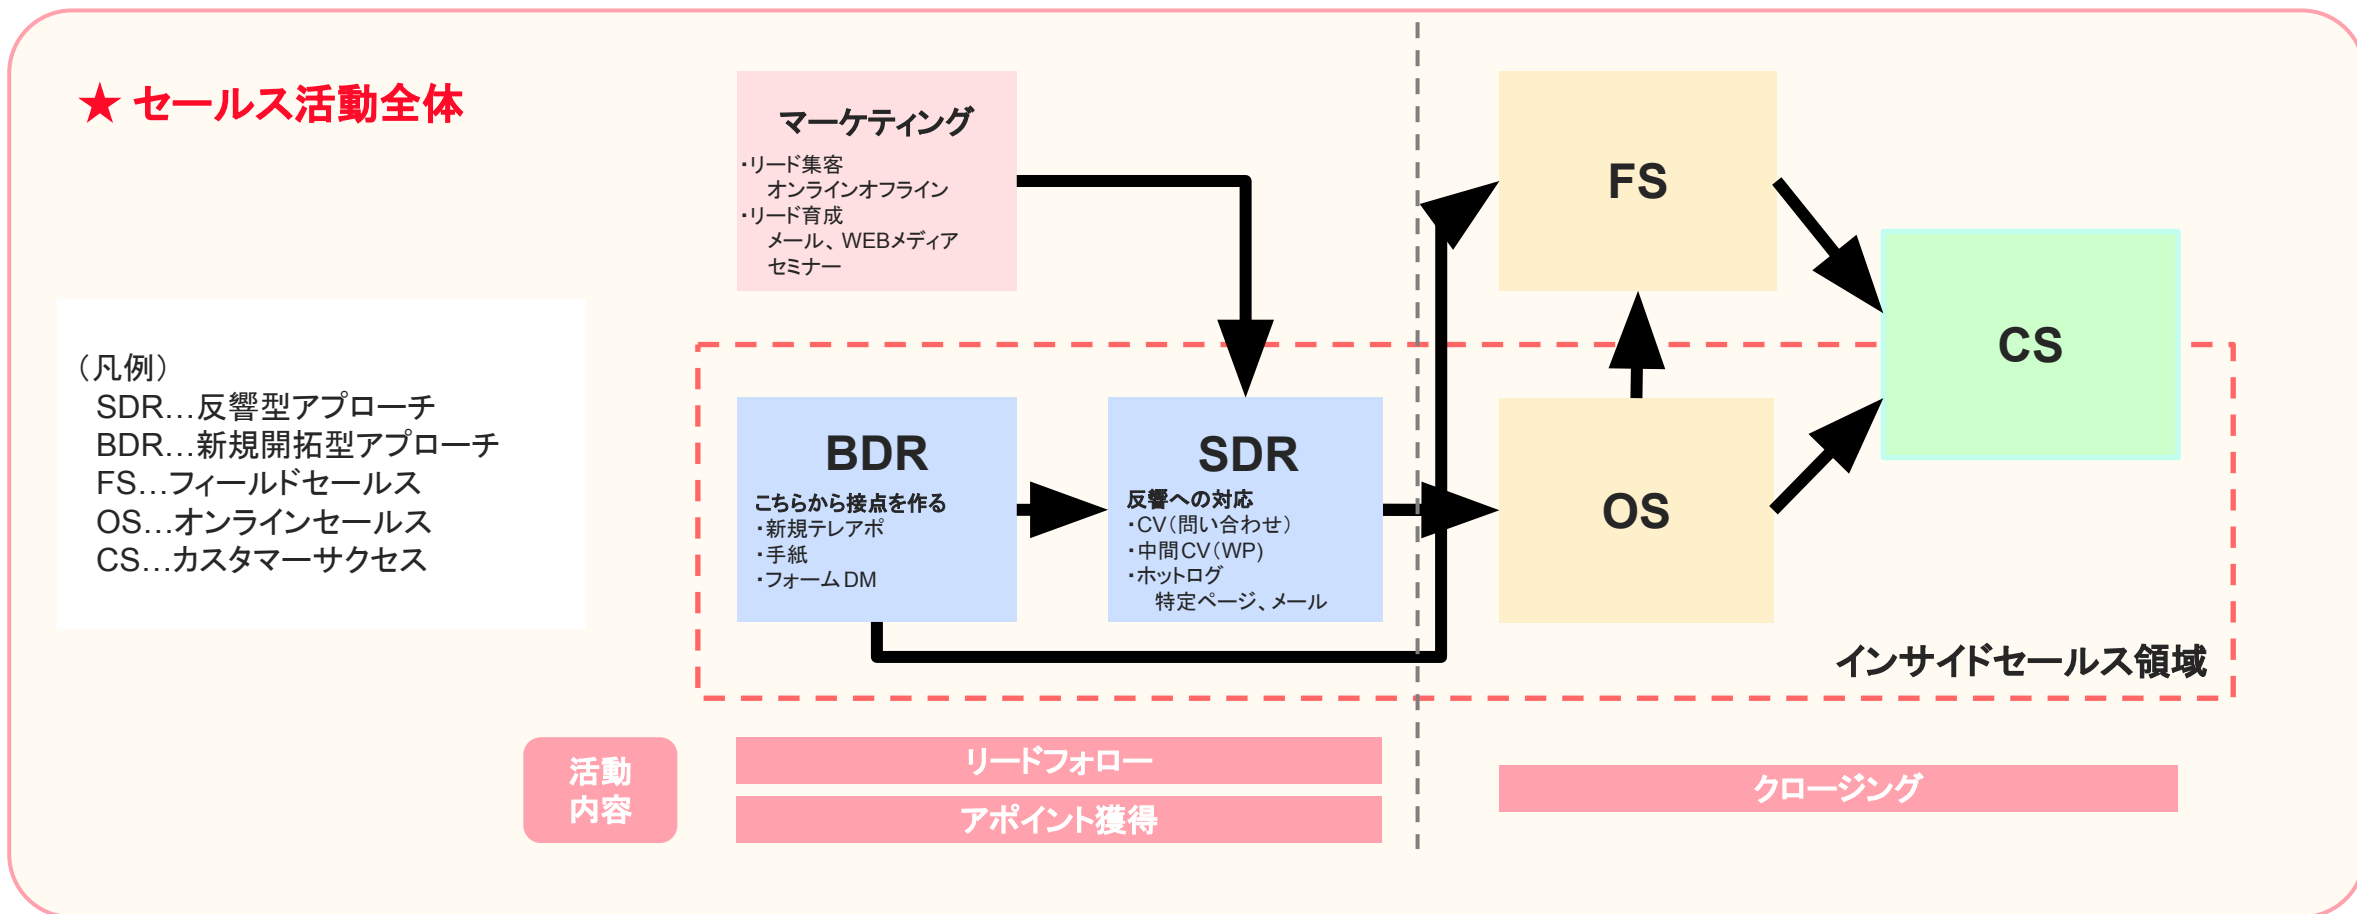 ★ セールス活動全体
（凡例）
SDR…反響型アプローチ
BDR…新規開拓型アプローチ
FS…フィールドセールス
OS…オンラインセールス
CS…カスタマーサクセス
マーケティング
・リード集客
オンラインオフライン
・リード育成
メール、WEBメディア
セミナー
BDR
こちらから接点を作る
・新規テレアポ
・手紙
・フォームDM
SDR
反響への対応
・CV（問い合わせ）
・中間CV（WP)
・ホットログ
特定ページ、メール
FS
OS
CS
インサイドセールス領域
活動
内容
リードフォロー
アポイント獲得
クロージング